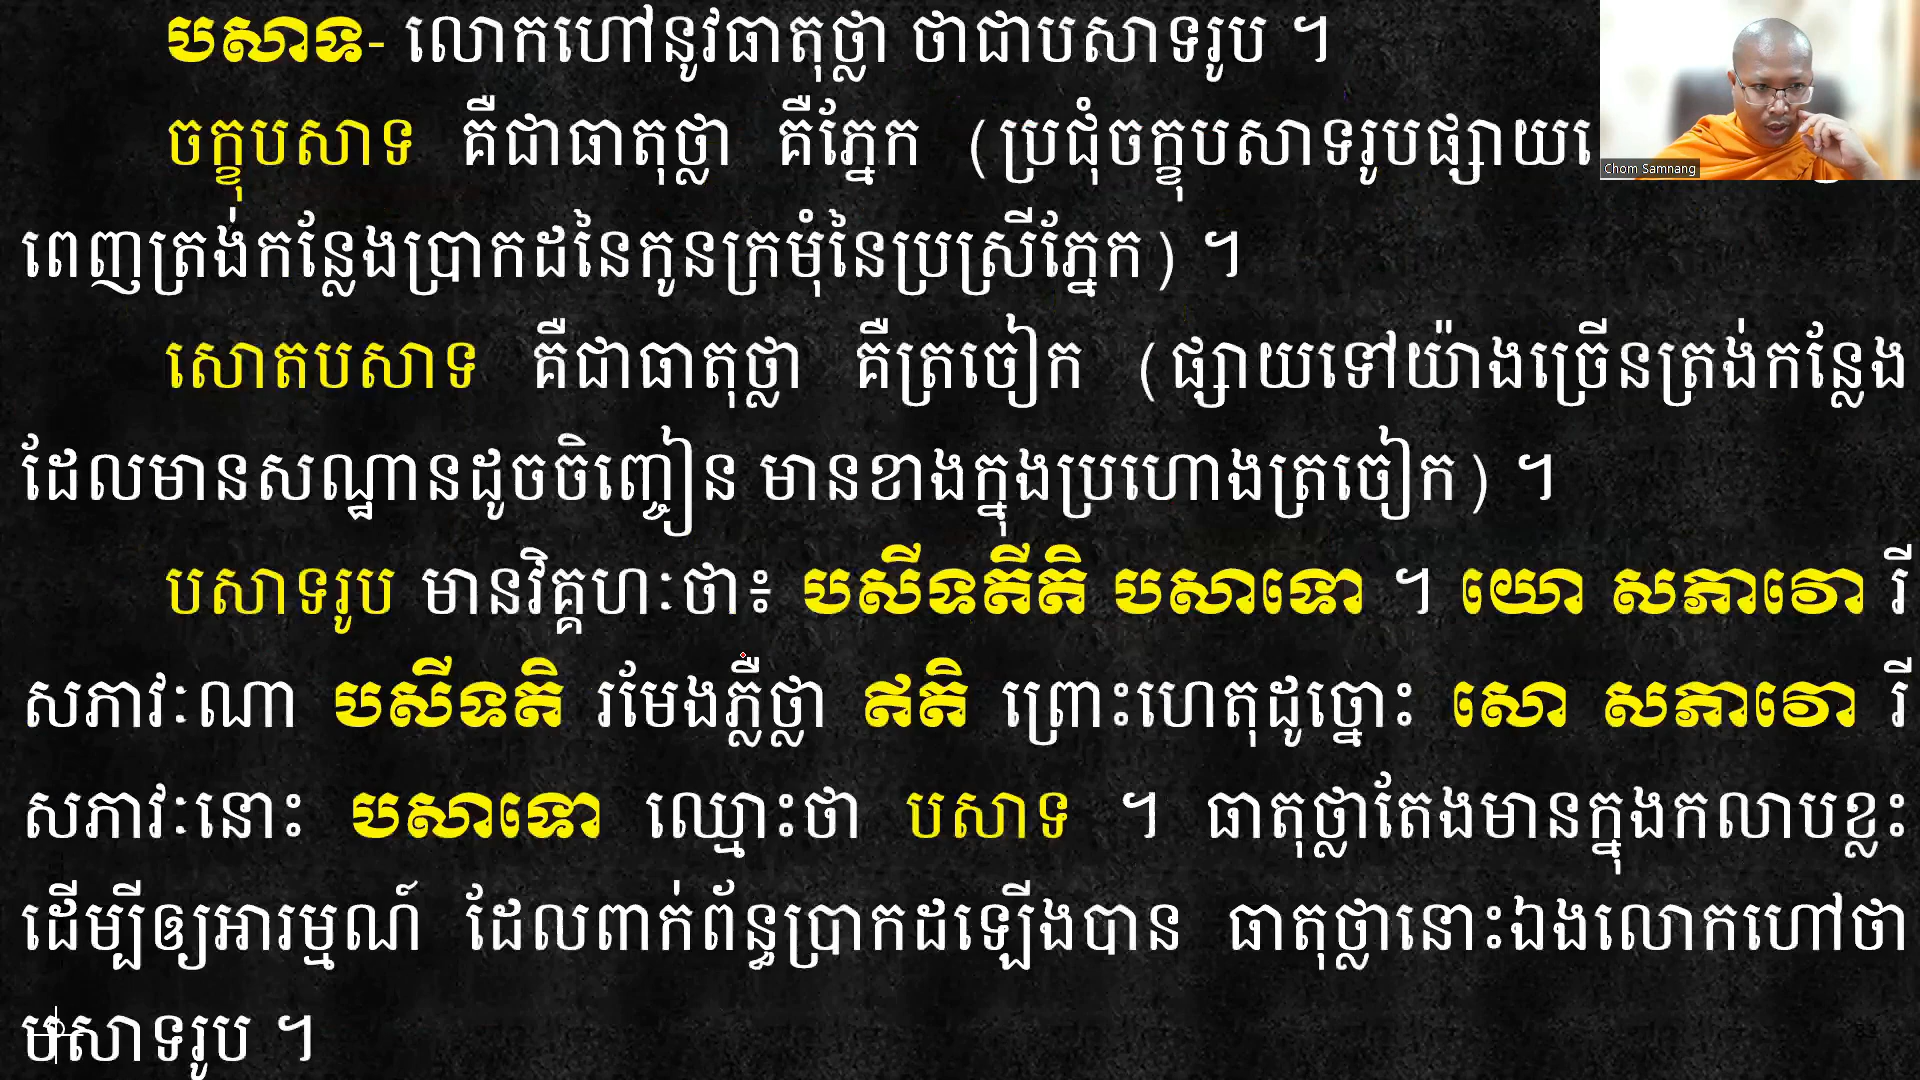 បសាទ- លោកហៅនូវធាតុថ្លា ថាជាបសាទរូប ។
ចក្ខុបសាទ គឺជាធាតុថ្លា គឺភ្នែក (ប្រជុំចក្ខុបសាទរូបផ្សាយ
ពេញត្រង់កន្លែងប្រាកដនៃកូនក្រមុំនៃប្រស្រីភ្នែក) ។
សោតបសាទ គឺជាធាតុថ្លា គឺត្រចៀក (ផ្សាយទៅយ៉ាងច្រើនត្រង់កន្លែង
ដែលមានសណ្ឋានដូចចិញ្ចៀន មានខាងក្នុងប្រហោងត្រចៀក) ។
បសាទរូប មានវិគ្គហៈថា៖ បសីទតីតិ បសាទោ ។ យោ សភាវោ រី
សភាវៈណា បសីទតិ រមែងភ្លឺថ្លា ឥតិ ព្រោះហេតុដូច្នោះ សោ សភាវោ រី
សភាវៈនោះ បសាទោ ឈ្មោះថា បសាទ ។ ធាតុថ្លាតែងមានក្នុងកលាបខ្លះ
ដើម្បីឲ្យអារម្មណ៍ ដែលពាក់ព័ន្ធប្រាកដឡើងបាន ធាតុថ្លានោះឯងលោកហៅថា
បសាទរូប ។
Chom Samnang